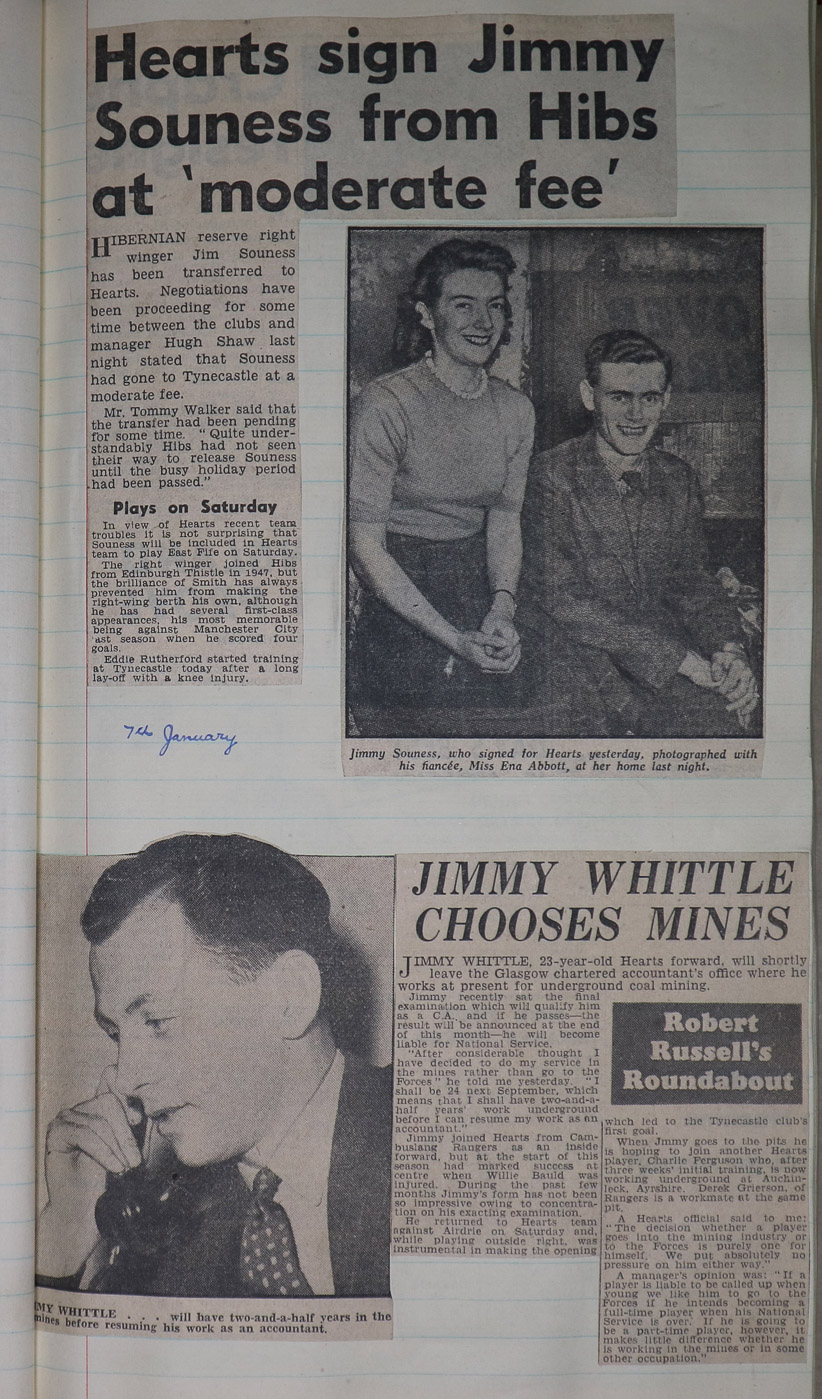 Hearts sign Jimmy
Souness from Hibs
at 'moderate fee'
HIBERNIAN reserve right
winger Jim Souness
has been transferred to
Hearts. Negotiations have
been proceeding for some
time between the clubs and
manager Hugh Shaw last
night stated that Souness
had gone to Tynecastle at a
moderate fee.
Mr. Tommy Walker said that
the transfer had been pending
for some time. " Quite under-
standably Hibs had not seen
their way to release Souness
until the busy holiday period
had been passed."
Plays on Saturday
In view of Hearts recent team
troubles it is not surprising that
Souness will be included in Hearts
team to play East Fife on Saturday.
The right winger joined Hibs
from Edinburgh Thistle in 1947, but
the brilliance of Smith has always
prevented him from making the
right-wing berth his own, although
he has had several first-class
appearances, his most memorable
being against Manchester City
ast season when he scored four
goals.
Eddie Rutherford started training
at Tynecastle today after a long
lay-off with a knee injury.
7th January
Jimmy Souness, who signed for Hearts yesterday, photographed with
his fiancée, Miss Ena Abbott, at her home last night.
JIMMY WHITTLE
CHOOSES MINES
JIMMY WHITTLE, 23-year-old Hearts forward, will shortly
leave the Glasgow chartered accountant's office where he
works at present for underground coal mining.
Jimmy recently sat the final
examination which will qualify him
as a C.A., and if he passes—the
result will be announced at the end
of this month—he will become
liable for National Service.
"After considerable thought I
have decided to do my service in
the mines rather than go to the
Forces" he told me yesterday. "I
shall be 24 next September, which
means that I shall have two-and-a-
half years' work underground
before I can resume my work as an
accountant."
Jimmy joined Hearts from Cam-
buslang Rangers as an inside
forward, but at the start of this
season had marked success at
centre when Willie Bauld was
injured. During the past few
months Jimmy's form has not been
so impressive owing to concentra-
tion on his exacting examination.
He returned to Hearts team
against Airdrie on Saturday and,
while playing outside right, was
instrumental in making the opening
Robert
Russell's
Roundabout
whch led to the Tynecastle club's
first goal.
When Jmmy goes to the pits he
is hoping to join another Hearts
player, Charlie Ferguson who, after
three weeks' initial training, is now
working underground at Auchin-
leck, Ayrshire. Derek Grierson, of
Rangers is a workmate at the same
pit.
A Hearts official said to me:
"The decision whether a player
goes into the mining industry or
to the Forces is purely one for
himself. We put absolutely no
pressure on him either way."
A manager's opinion was: "If a
player is liable to be called up when
young we like him to go to the
Forces if he intends becoming a
full-time player when his National
Service is over. If he is going to
be a part-time player, however, it
makes little difference whether he
is working in the mines or in some
other occupation."
MY WHITTLE . . . will have two-and-a-half years in the
mines before resuming his work as an accountant.